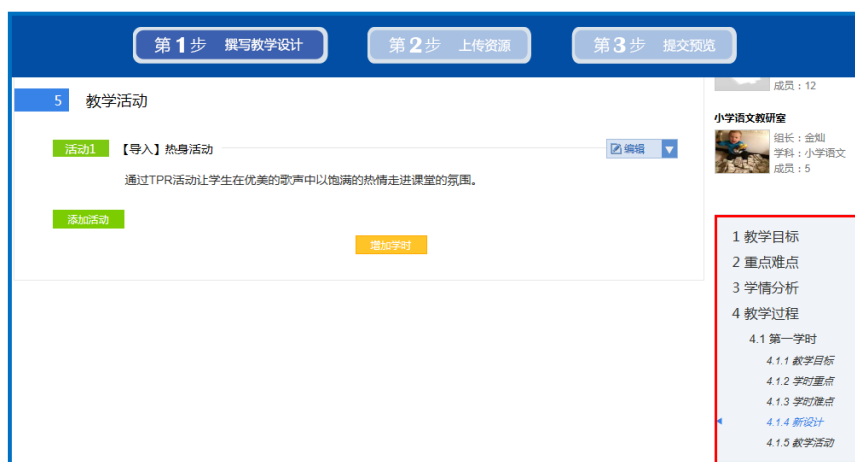 第1步 撰写教学设计
第2步 上传资源
第3步 提交预览
5 教学活动
活动1 【导入】热身活动
编辑
通过TPR活动让学生在优美的歌声中以饱满的热情走进课堂的氛围。
添加活动
增加学时
成员：12
小学语文教研室
组长：金灿
学科：小学语文
成员：5
1 教学目标
2 重点难点
3 学情分析
4 教学过程
4.1 第一学时
4.1.1 教学目标
4.1.2 学时重点
4.1.3 学时难点
4.1.4 新设计
4.1.5 教学活动